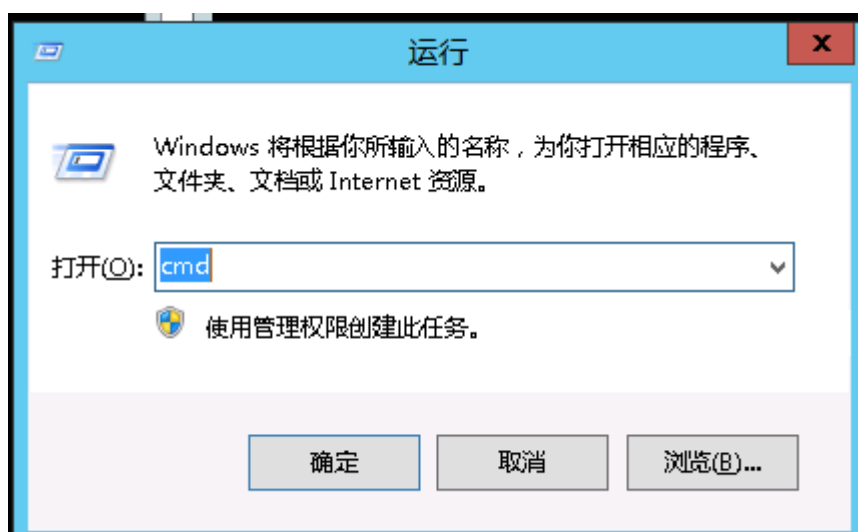 运行
x
Windows 将根据你所输入的名称，为你打开相应的程序、
文件夹、文档或 Internet 资源。
打开(O): cmd
使用管理权限创建此任务。
确定 取消 浏览(B)...